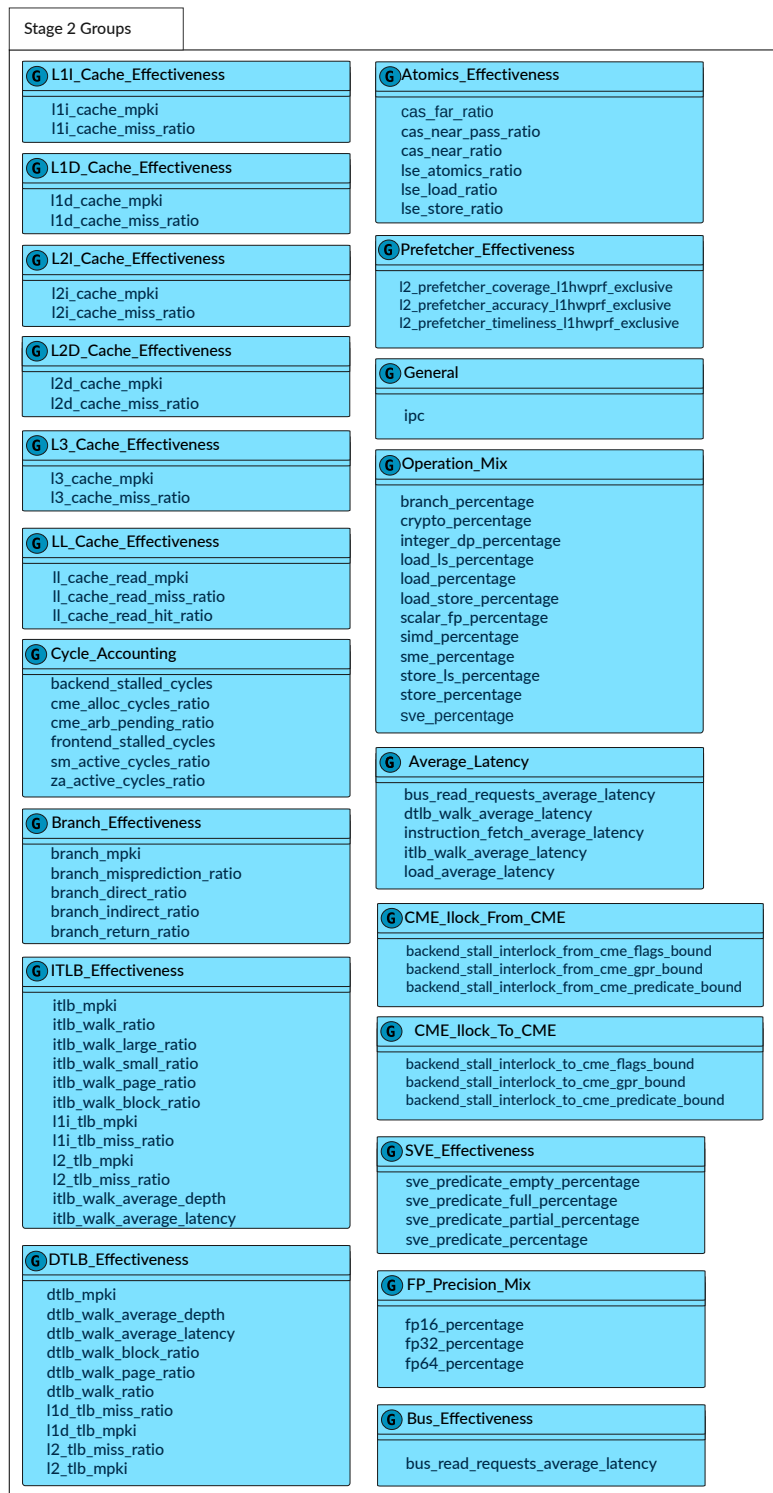 Stage 2 Groups
G L1I_Cache_Effectiveness
l1i_cache_mpki
l1i_cache_miss_ratio
G L1D_Cache_Effectiveness
l1d_cache_mpki
l1d_cache_miss_ratio
G L2I_Cache_Effectiveness
l2i_cache_mpki
l2i_cache_miss_ratio
G L2D_Cache_Effectiveness
l2d_cache_mpki
l2d_cache_miss_ratio
G L3_Cache_Effectiveness
l3_cache_mpki
l3_cache_miss_ratio
G LL_Cache_Effectiveness
ll_cache_read_mpki
ll_cache_read_miss_ratio
ll_cache_read_hit_ratio
G Cycle_Accounting
backend_stalled_cycles
cme_alloc_cycles_ratio
cme_arb_pending_ratio
frontend_stalled_cycles
sm_active_cycles_ratio
za_active_cycles_ratio
G Branch_Effectiveness
branch_mpki
branch_misprediction_ratio
branch_direct_ratio
branch_indirect_ratio
branch_return_ratio
G ITLB_Effectiveness
itlb_mpki
itlb_walk_ratio
itlb_walk_large_ratio
itlb_walk_small_ratio
itlb_walk_page_ratio
itlb_walk_block_ratio
l1i_tlb_mpki
l1i_tlb_miss_ratio
l2_tlb_mpki
l2_tlb_miss_ratio
itlb_walk_average_depth
itlb_walk_average_latency
G DTLB_Effectiveness
dtlb_mpki
dtlb_walk_average_depth
dtlb_walk_average_latency
dtlb_walk_block_ratio
dtlb_walk_page_ratio
dtlb_walk_ratio
l1d_tlb_miss_ratio
l1d_tlb_mpki
l2_tlb_miss_ratio
l2_tlb_mpki
G Atomics_Effectiveness
cas_far_ratio
cas_near_pass_ratio
cas_near_ratio
lse_atomics_ratio
lse_load_ratio
lse_store_ratio
G Prefetcher_Effectiveness
l2_prefetcher_coverage_l1hwprf_exclusive
l2_prefetcher_accuracy_l1hwprf_exclusive
l2_prefetcher_timeliness_l1hwprf_exclusive
G General
ipc
G Operation_Mix
branch_percentage
crypto_percentage
integer_dp_percentage
load_ls_percentage
load_percentage
load_store_percentage
scalar_fp_percentage
simd_percentage
sme_percentage
store_ls_percentage
store_percentage
sve_percentage
G Average_Latency
bus_read_requests_average_latency
dtlb_walk_average_latency
instruction_fetch_average_latency
itlb_walk_average_latency
load_average_latency
G CME_Ilock_From_CME
backend_stall_interlock_from_cme_flags_bound
backend_stall_interlock_from_cme_gpr_bound
backend_stall_interlock_from_cme_predicate_bound
G CME_Ilock_To_CME
backend_stall_interlock_to_cme_flags_bound
backend_stall_interlock_to_cme_gpr_bound
backend_stall_interlock_to_cme_predicate_bound
G SVE_Effectiveness
sve_predicate_empty_percentage
sve_predicate_full_percentage
sve_predicate_partial_percentage
sve_predicate_percentage
G FP_Precision_Mix
fp16_percentage
fp32_percentage
fp64_percentage
G Bus_Effectiveness
bus_read_requests_average_latency